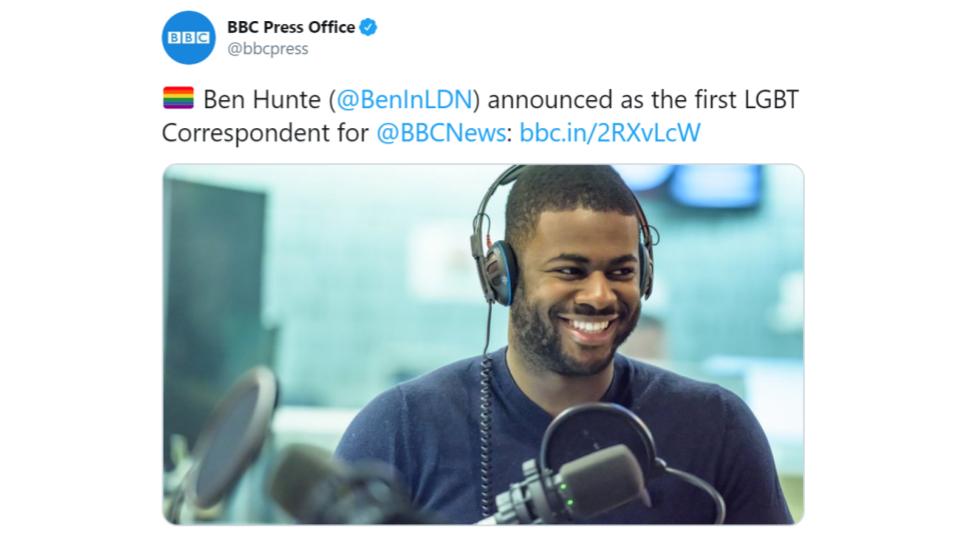 BBC
BBC Press Office
@bbcpress
Ben Hunte (@BenInLDN) announced as the first LGBT
Correspondent for @BBCNews: bbc.in/2RXvLcW